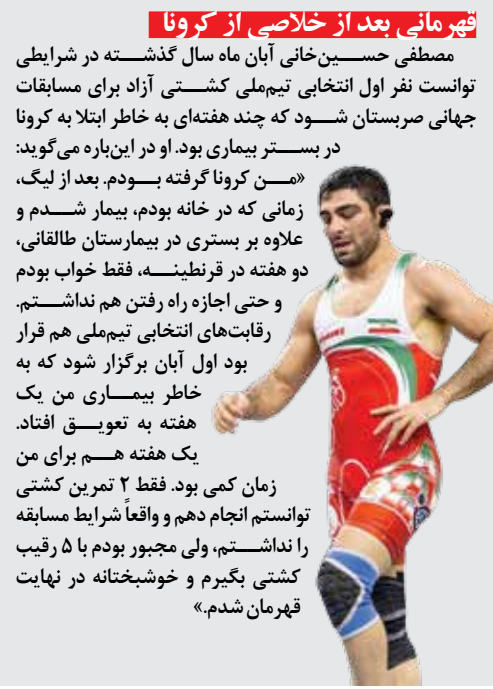 قهرمانی بعد از خلاصی از کرونا
مصطفی حسین‌خانی آبان ماه سال گذشته در شرایطی
توانست نفر اول انتخابی تیم‌ملی کشتی آزاد برای مسابقات
جهانی صربستان شود که چند هفته‌ای به خاطر ابتلا به کرونا
در بستر بیماری بود. او در این‌باره می‌گوید:
«من کرونا گرفته بودم. بعد از لیگ،
زمانی که در خانه بودم، بیمار شدم و
علاوه بر بستری در بیمارستان طالقانی،
دو هفته در قرنطینه، فقط خواب بودم
و حتی اجازه راه رفتن هم نداشتم.
رقابت‌های انتخابی تیم‌ملی هم قرار
بود اول آبان برگزار شود که به
خاطر بیماری من یک
هفته به تعویق افتاد.
یک هفته هم برای من
زمان کمی بود. فقط ۲ تمرین کشتی
توانستم انجام دهم و واقعاً شرایط مسابقه
را نداشتم، ولی مجبور بودم با ۵ رقیب
کشتی بگیرم و خوشبختانه در نهایت
قهرمان شدم.»